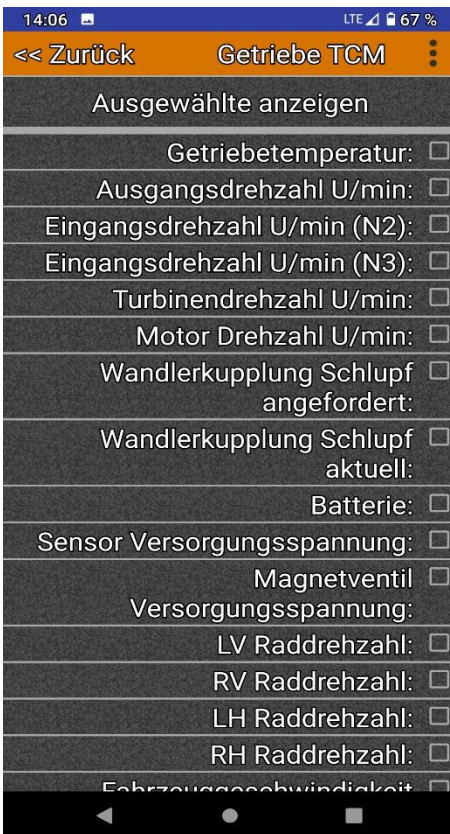 14:06 LTE 67 %
<< Zurück Getriebe TCM
Ausgewählte anzeigen
Getriebetemperatur:
Ausgangsdrehzahl U/min:
Eingangsdrehzahl U/min (N2):
Eingangsdrehzahl U/min (N3):
Turbinendrehzahl U/min:
Motor Drehzahl U/min:
Wandlerkupplung Schlupf
angefordert:
Wandlerkupplung Schlupf
aktuell:
Batterie:
Sensor Versorgungsspannung:
Magnetventil
Versorgungsspannung:
LV Raddrehzahl:
RV Raddrehzahl:
LH Raddrehzahl:
RH Raddrehzahl:
Fahrzeuggeschwindigkeit